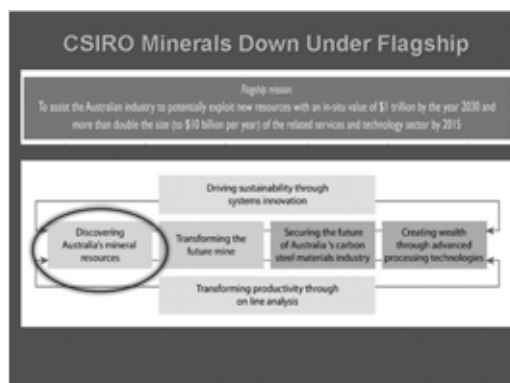 CSIRO Minerals Down Under Flagship
Flagship mission:
To assist the Australian industry to potentially exploit new resources with an in-situ value of $1 trillion by the year 2030 and
more than double the size (to $10 billion per year) of the related services and technology sector by 2015
Driving sustainability through
systems innovation
Discovering
Australia's mineral
resources
Transforming the
future mine
Securing the future
of Australia 's carbon
steel materials industry
Creating wealth
through advanced
processing technologies
Transforming productivity through
on line analysis